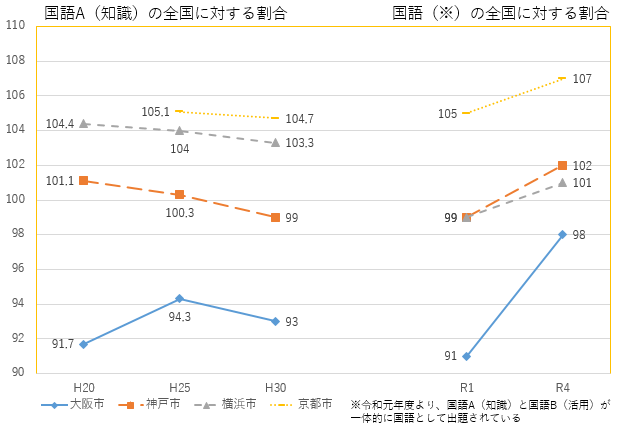 国語A（知識）の全国に対する割合
国語（※）の全国に対する割合
110
108
106
104
102
100
98
96
94
92
90
105.1
104.7
104.4
104
103.3
101.1
100.3
99
91.7
94.3
93
105
107
99
102
101
91
98
H20
H25
H30
R1
R4
大阪市
神戸市
横浜市
京都市
※令和元年度より、国語A（知識）と国語B（活用）が
一体的に国語として出題されている